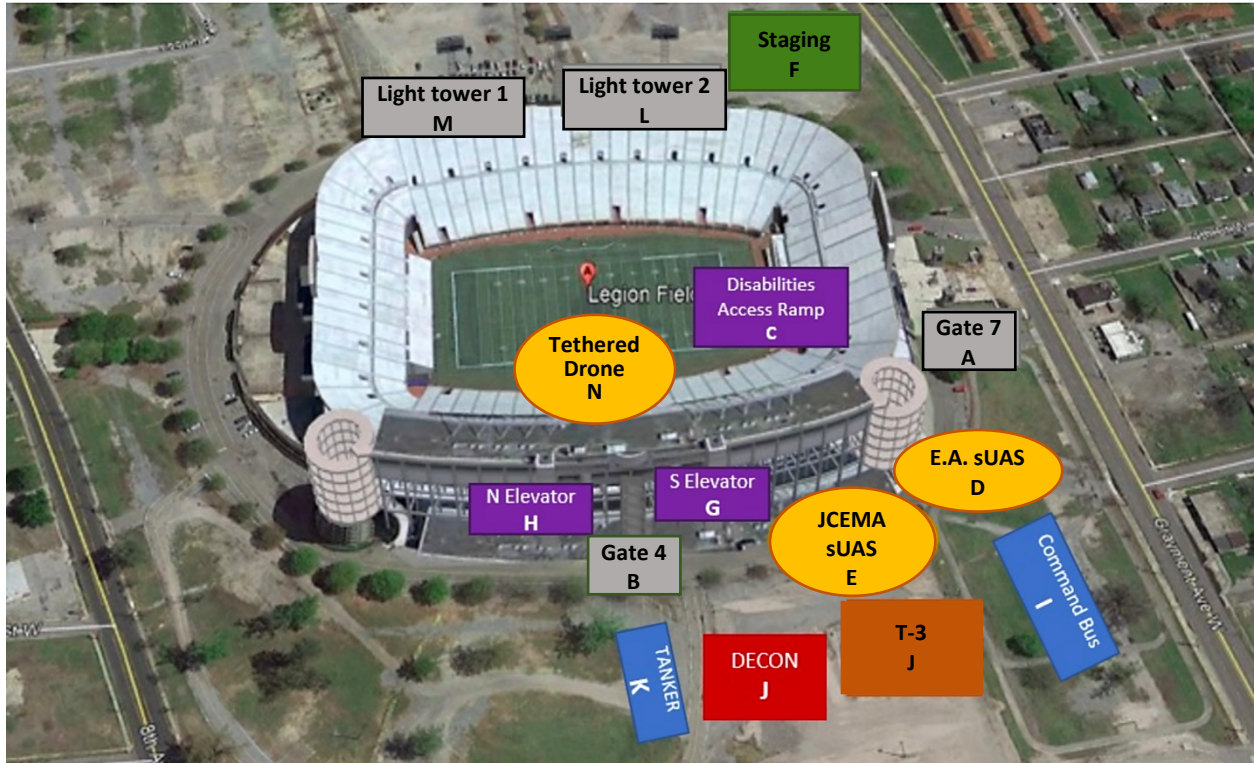 Staging
F
Light tower 1
M
Light tower 2
L
Legion Field
Disabilities
Access Ramp
C
Tethered
Drone
N
Gate 7
A
E.A. sUAS
D
N Elevator
H
S Elevator
G
JCEMA
sUAS
E
Gate 4
B
Command Bus
I
T-3
J
TANKER
K
DECON
J
Graymont Ave W
8th A
A